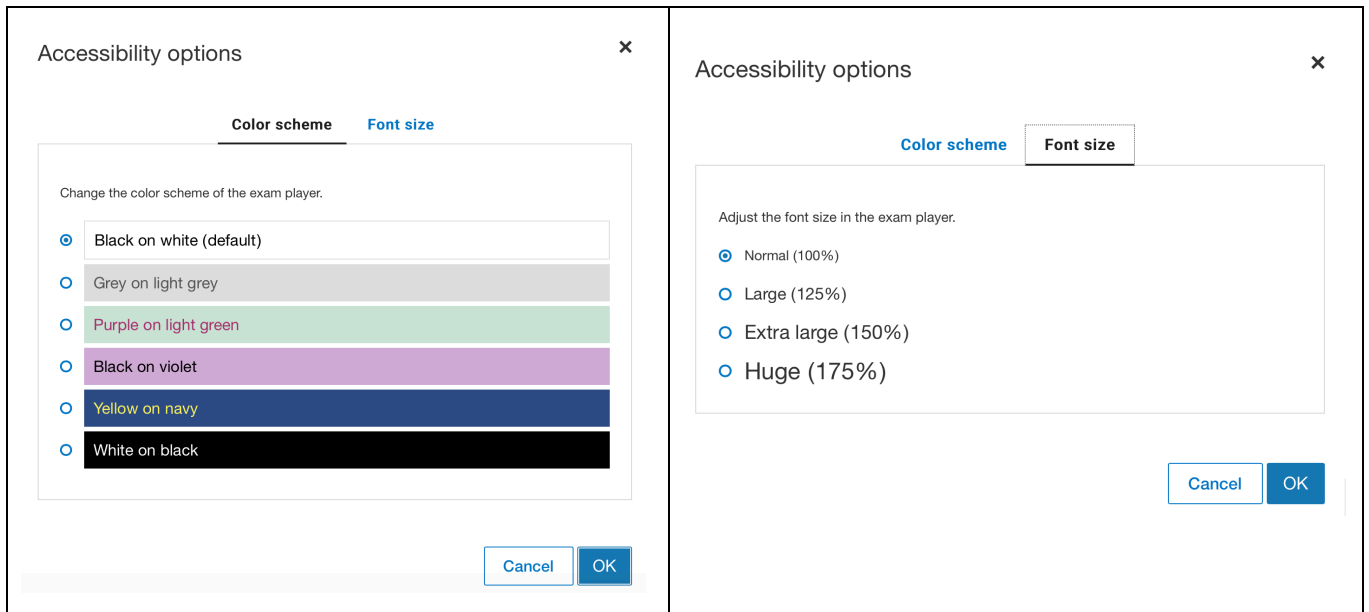 Accessibility options
×
Color scheme
Font size
Change the color scheme of the exam player.
Black on white (default)
Grey on light grey
Purple on light green
Black on violet
Yellow on navy
White on black
Cancel
OK
Accessibility options
×
Color scheme
Font size
Adjust the font size in the exam player.
Normal (100%)
Large (125%)
Extra large (150%)
Huge (175%)
Cancel
OK